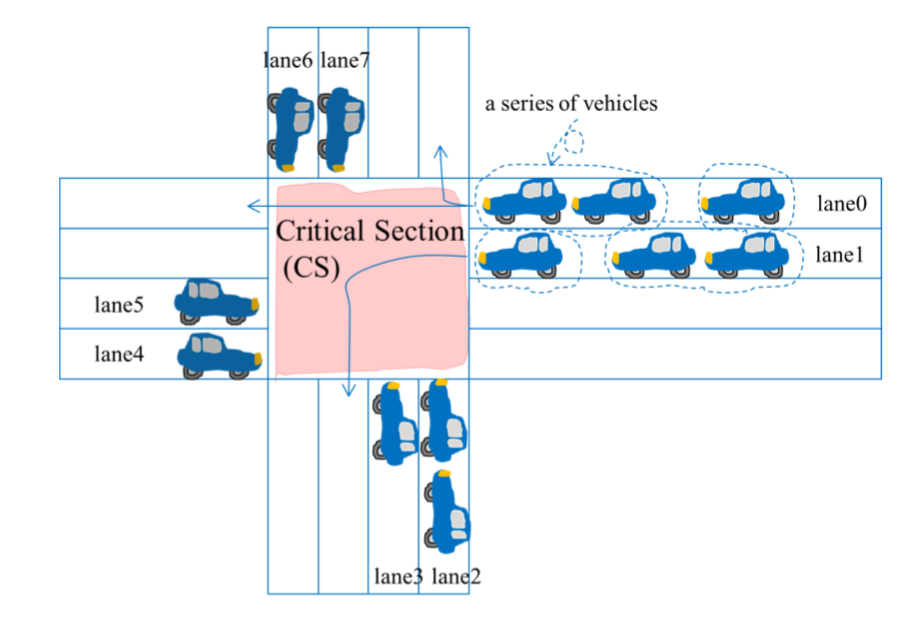 lane6 lane7
a series of vehicles
lane0
Critical Section
(CS)
lane1
lane5
lane4
lane3 lane2